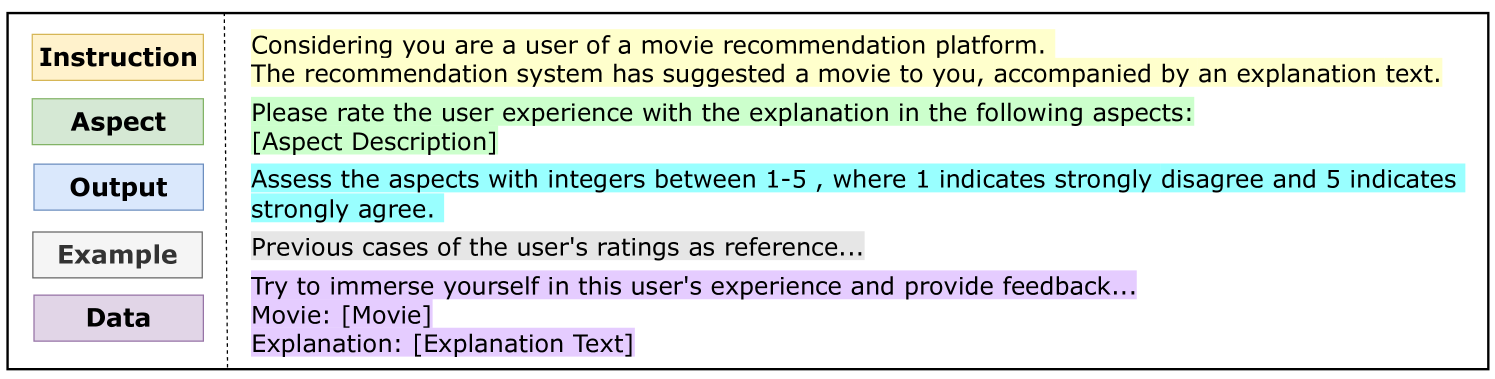 Instruction
Considering you are a user of a movie recommendation platform.
The recommendation system has suggested a movie to you, accompanied by an explanation text.
Aspect
Please rate the user experience with the explanation in the following aspects:
[Aspect Description]
Output
Assess the aspects with integers between 1-5 , where 1 indicates strongly disagree and 5 indicates
strongly agree.
Example
Previous cases of the user's ratings as reference...
Data
Try to immerse yourself in this user's experience and provide feedback...
Movie: [Movie]
Explanation: [Explanation Text]